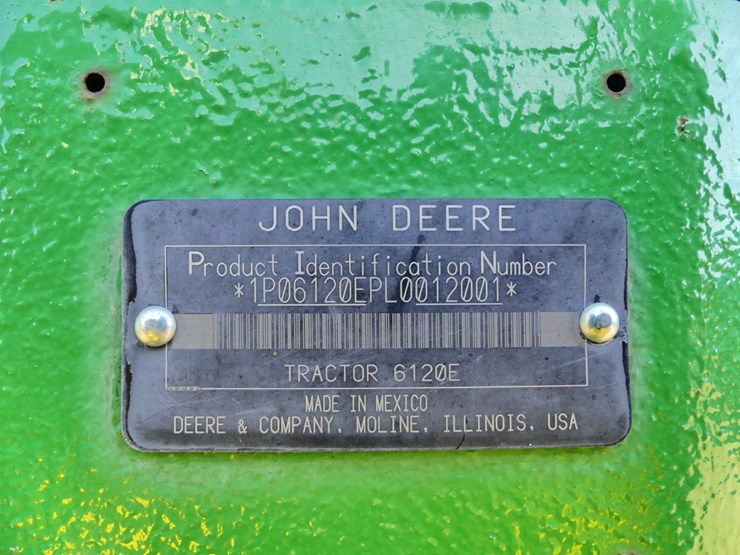 JOHN DEERE
Product Identification Number
*1P06120EPL0012001*
TRACTOR 6120E
MADE IN MEXICO
DEERE & COMPANY, MOLINE, ILLINOIS, USA